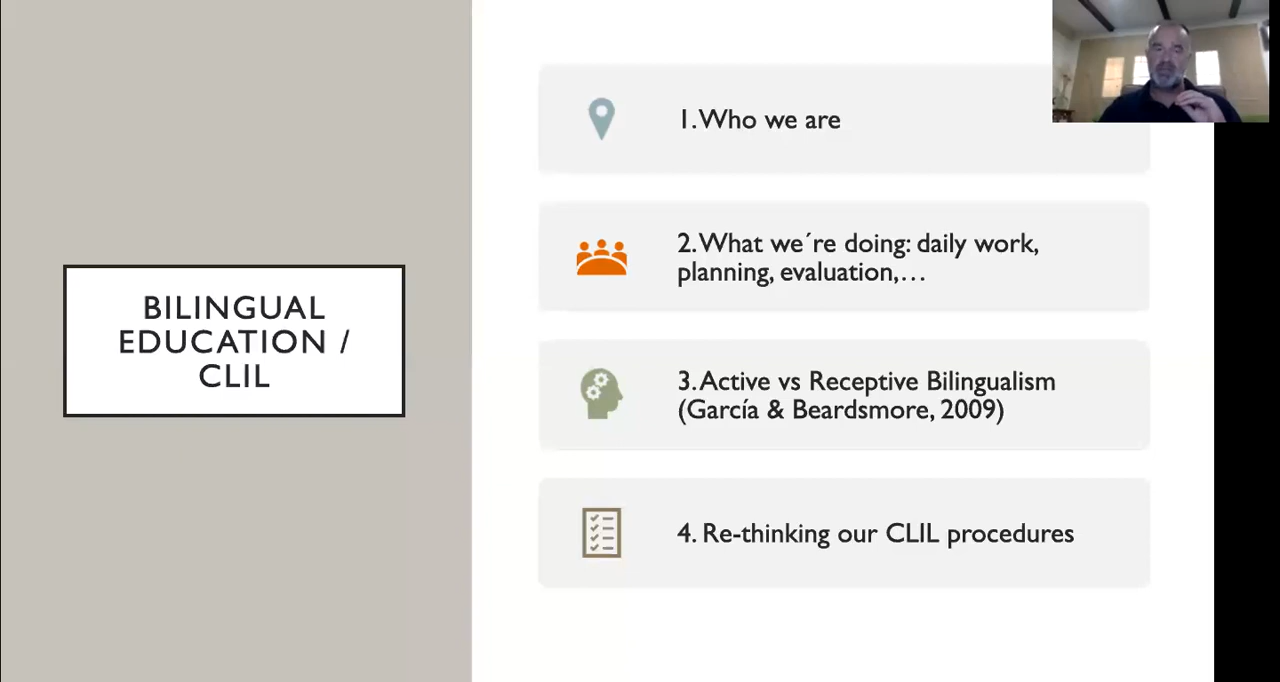 BILINGUAL
EDUCATION /
CLIL
1. Who we are
2. What we´re doing: daily work,
planning, evaluation,…
3. Active vs Receptive Bilingualism
(García & Beardsmore, 2009)
4. Re-thinking our CLIL procedures